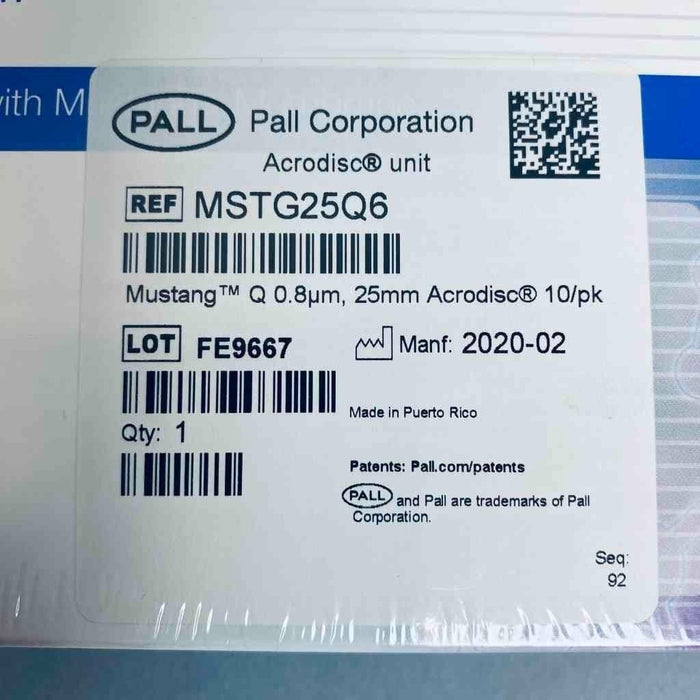 with M
PALL Pall Corporation
Acrodisc® unit
REF MSTG25Q6
Mustang™ Q 0.8µm, 25mm Acrodisc® 10/pk
LOT FE9667 Manf: 2020-02
Made in Puerto Rico
Qty: 1
Patents: Pall.com/patents
PALL and Pall are trademarks of Pall
Corporation.
Seq:
92